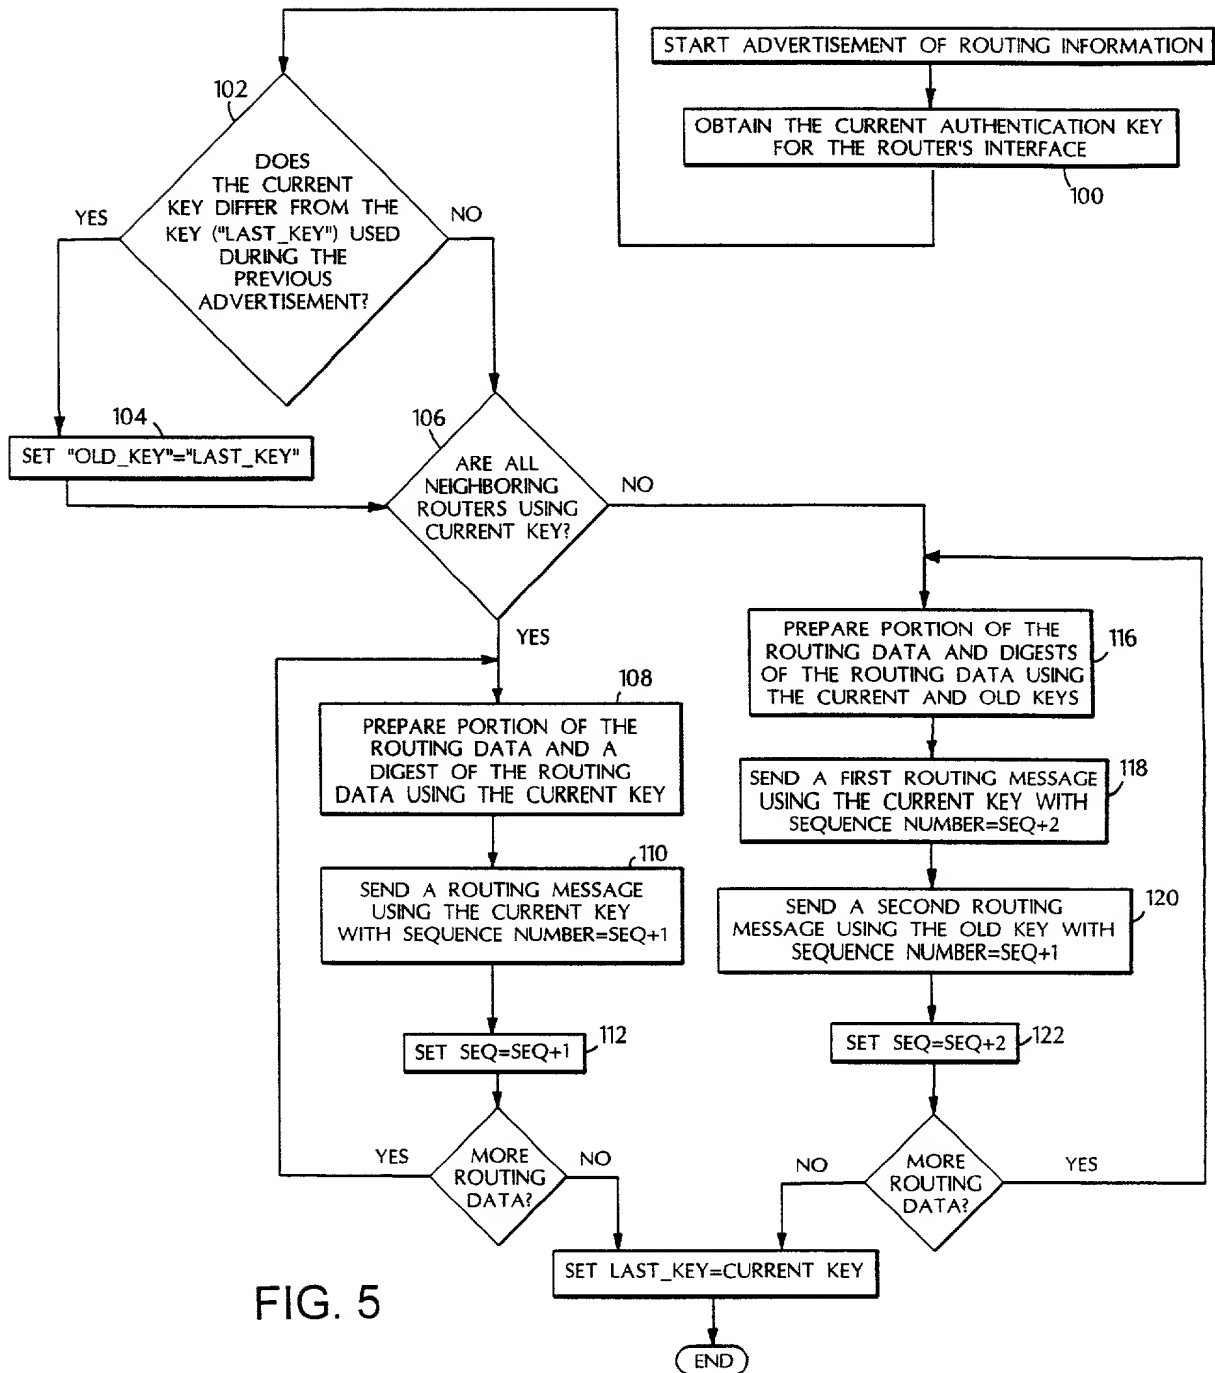 START ADVERTISEMENT OF ROUTING INFORMATION
OBTAIN THE CURRENT AUTHENTICATION KEY
FOR THE ROUTER'S INTERFACE
100
102
DOES
THE CURRENT
KEY DIFFER FROM THE
KEY ("LAST_KEY") USED
DURING THE
PREVIOUS
ADVERTISEMENT?
YES
NO
104
SET "OLD_KEY"="LAST_KEY"
106
ARE ALL
NEIGHBORING
ROUTERS USING
CURRENT KEY?
NO
YES
108
PREPARE PORTION OF THE
ROUTING DATA AND A
DIGEST OF THE ROUTING
DATA USING THE CURRENT KEY
110
SEND A ROUTING MESSAGE
USING THE CURRENT KEY
WITH SEQUENCE NUMBER=SEQ+1
SET SEQ=SEQ+1
112
MORE
ROUTING
DATA?
YES
NO
PREPARE PORTION OF THE
ROUTING DATA AND DIGESTS
OF THE ROUTING DATA USING
THE CURRENT AND OLD KEYS
116
SEND A FIRST ROUTING MESSAGE
USING THE CURRENT KEY WITH
SEQUENCE NUMBER=SEQ+2
118
SEND A SECOND ROUTING
MESSAGE USING THE OLD KEY WITH
SEQUENCE NUMBER=SEQ+1
120
SET SEQ=SEQ+2
122
MORE
ROUTING
DATA?
NO
YES
SET LAST_KEY=CURRENT KEY
END
FIG. 5